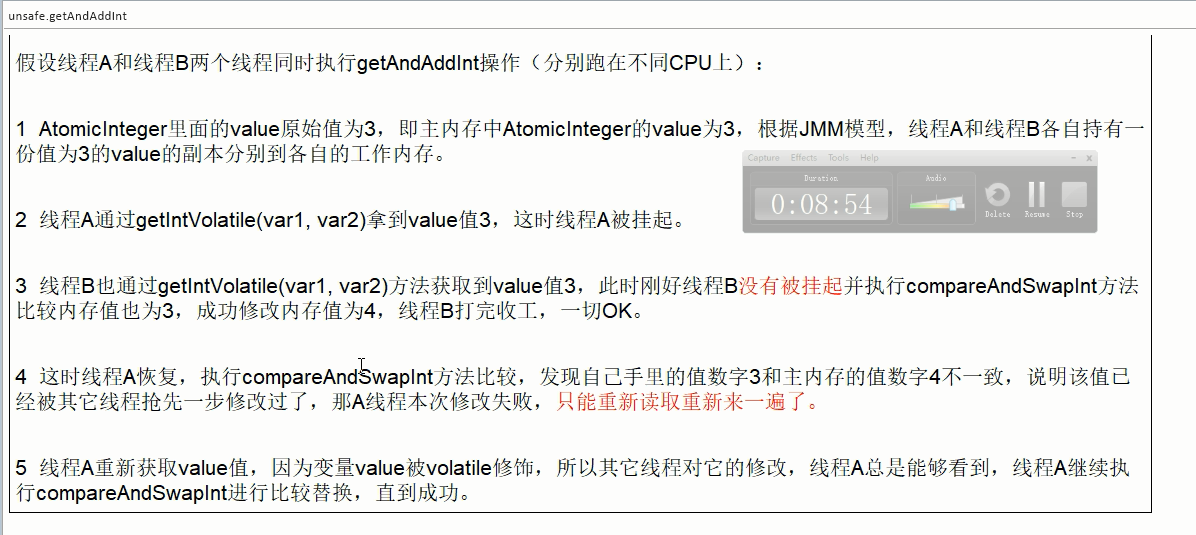 unsafe.getAndAddInt
假设线程A和线程B两个线程同时执行getAndAddInt操作（分别跑在不同CPU上）：
1 AtomicInteger里面的value原始值为3，即主内存中AtomicInteger的value为3，根据JMM模型，线程A和线程B各自持有一
份值为3的value的副本分别到各自的工作内存。
Capture Effects Tools Help
Duration
Audio
0:08:54
Delete Resume Stop
2 线程A通过getIntVolatile(var1, var2)拿到value值3，这时线程A被挂起。
3 线程B也通过getIntVolatile(var1, var2)方法获取到value值3，此时刚好线程B没有被挂起并执行compareAndSwapInt方法
比较内存值也为3，成功修改内存值为4，线程B打完收工，一切OK。
4 这时线程A恢复，执行compareAndSwapInt方法比较，发现自己手里的值数字3和主内存的值数字4不一致，说明该值已
经被其它线程抢先一步修改过了，那A线程本次修改失败，只能重新读取重新来一遍了。
5 线程A重新获取value值，因为变量value被volatile修饰，所以其它线程对它的修改，线程A总是能够看到，线程A继续执
行compareAndSwapInt进行比较替换，直到成功。